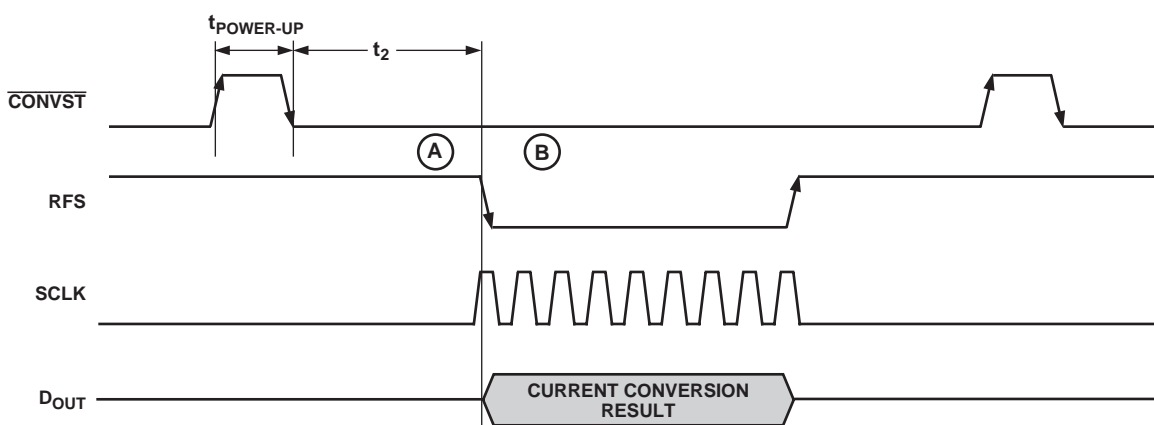 tPOWER-UP
t2
CONVST
A
B
RFS
SCLK
DOUT
CURRENT CONVERSION
RESULT